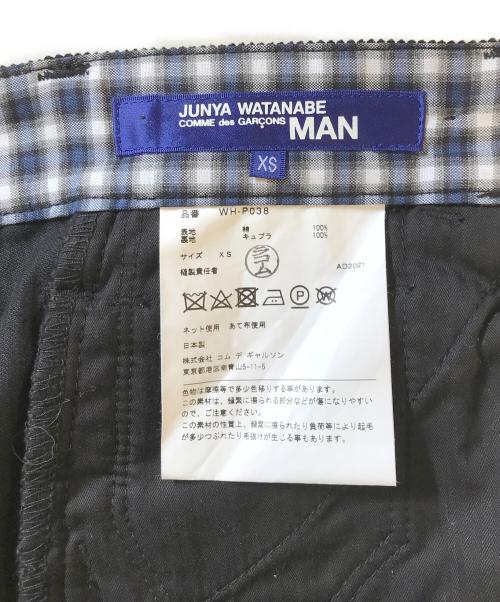 JUNYA WATANABE
COMME des GARÇONS MAN
XS
品番 WH-P038
表地 綿 100%
裏地 キュプラ 100%
サイズ XS
縫製責任者 コム AD2021
ネット使用 あて布使用
日本製
株式会社 コム デ ギャルソン
東京都港区南青山5-11-5
色物は摩擦等で多少色移りする事があります。
この素材は、頻繁に擦られる部分などが傷になりやすい
ので、ご注意ください。
この素材の性質上、頻繁に擦られたり負荷等により起毛
が多少つぶれたり毛抜けが生じる事もあります。